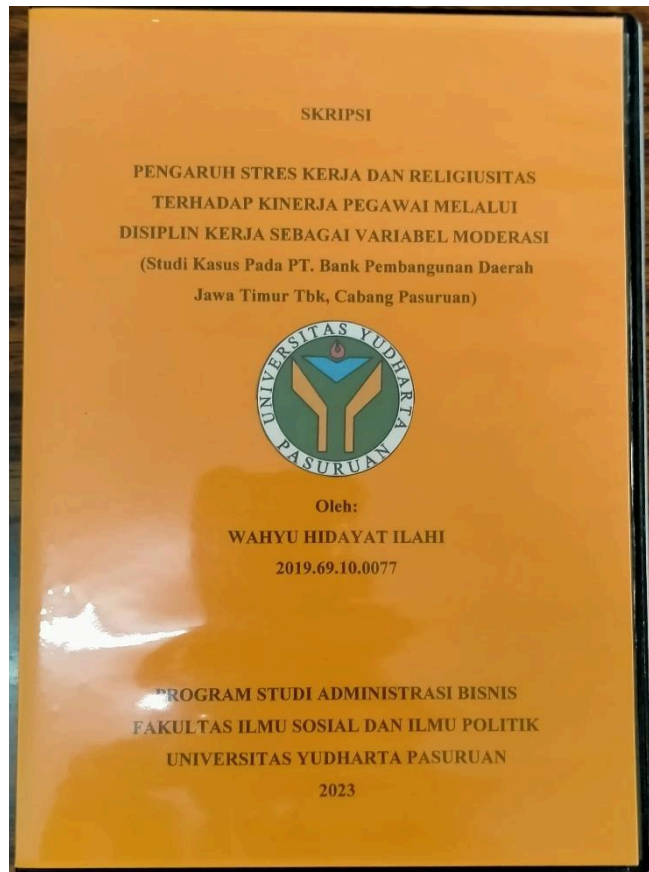 SKRIPSI
PENGARUH STRES KERJA DAN RELIGIUSITAS
TERHADAP KINERJA PEGAWAI MELALUI
DISIPLIN KERJA SEBAGAI VARIABEL MODERASI
(Studi Kasus Pada PT. Bank Pembangunan Daerah
Jawa Timur Tbk, Cabang Pasuruan)
UNIVERSITAS YUDHARTA
PASURUAN
Oleh:
WAHYU HIDAYAT ILAHI
2019.69.10.0077
PROGRAM STUDI ADMINISTRASI BISNIS
FAKULTAS ILMU SOSIAL DAN ILMU POLITIK
UNIVERSITAS YUDHARTA PASURUAN
2023